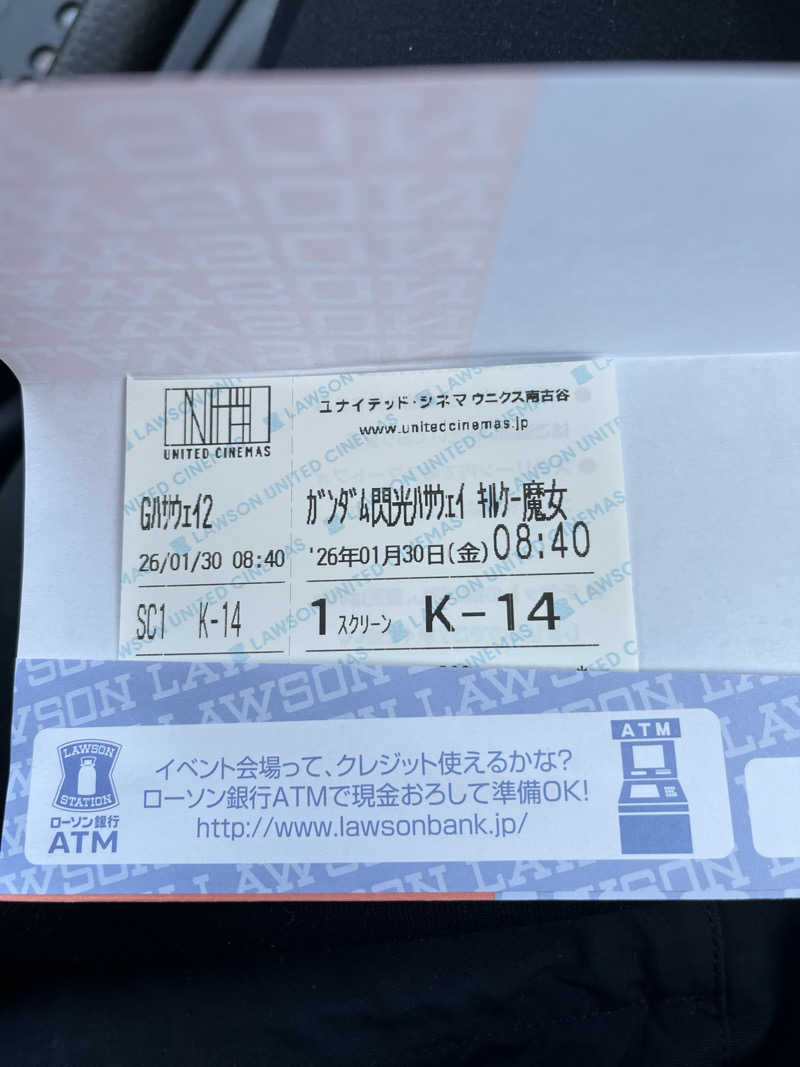 UNITED CINEMAS
Gハサウェイ2
26/01/30 08:40
SC1 K-14
ユナイテッド・シネマ ウニクス南古谷
www.unitedcinemas.jp
ガンダム閃光ハサウェイ キルケー魔女
'26年01月30日(金) 08:40
1 スクリーン K-14
LAWSON UNITED CINEMAS
LAWSON
STATION
ローソン銀行
ATM
イベント会場って、クレジット使えるかな?
ローソン銀行ATMで現金おろして準備OK!
http://www.lawsonbank.jp/
ATM
LAWSON